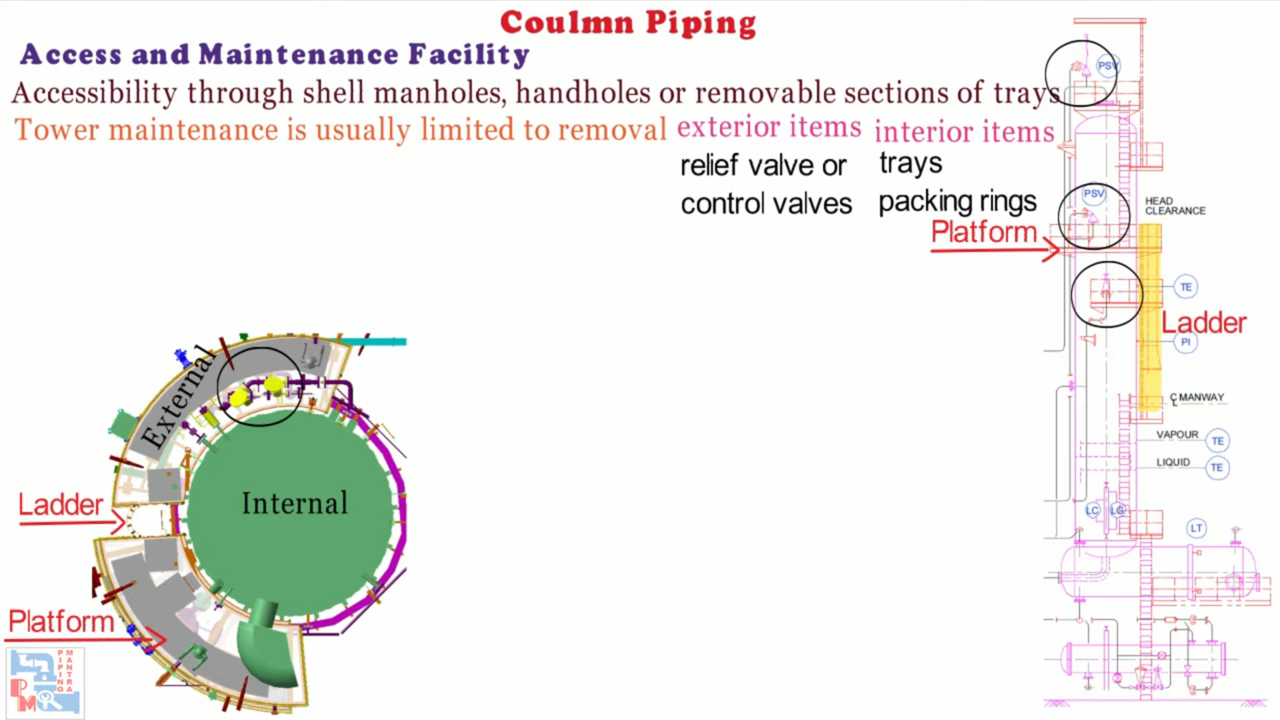 Coulmn Piping
Access and Maintenance Facility
Accessibility through shell manholes, handholes or removable sections of trays
Tower maintenance is usually limited to removal exterior items interior items
relief valve or trays
control valves packing rings
Platform
PSV
PSV
HEAD
CLEARANCE
TE
Ladder
PI
C MANWAY
L
VAPOUR TE
LIQUID TE
LC LG
LT
External
Internal
Ladder
Platform
PIPING
MANTRA
PM